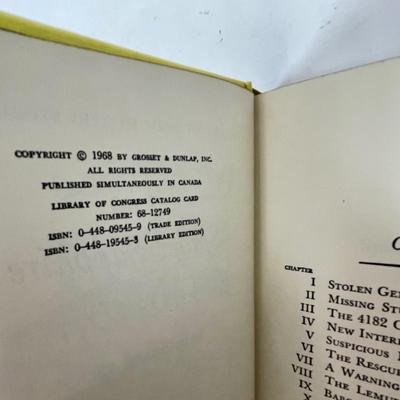 COPYRIGHT © 1968 BY GROSSET & DUNLAP, INC.
ALL RIGHTS RESERVED
PUBLISHED SIMULTANEOUSLY IN CANADA
LIBRARY OF CONGRESS CATALOG CARD
NUMBER: 68-12749
ISBN: 0-448-09545-9 (TRADE EDITION)
ISBN: 0-448-19545-3 (LIBRARY EDITION)
CHAPTER
I STOLEN
II MISSING
III THE 4182
IV NEW
V SUSPICIOUS
VI THE RESCUE
VII A WARNING
VIII THE
IX
X